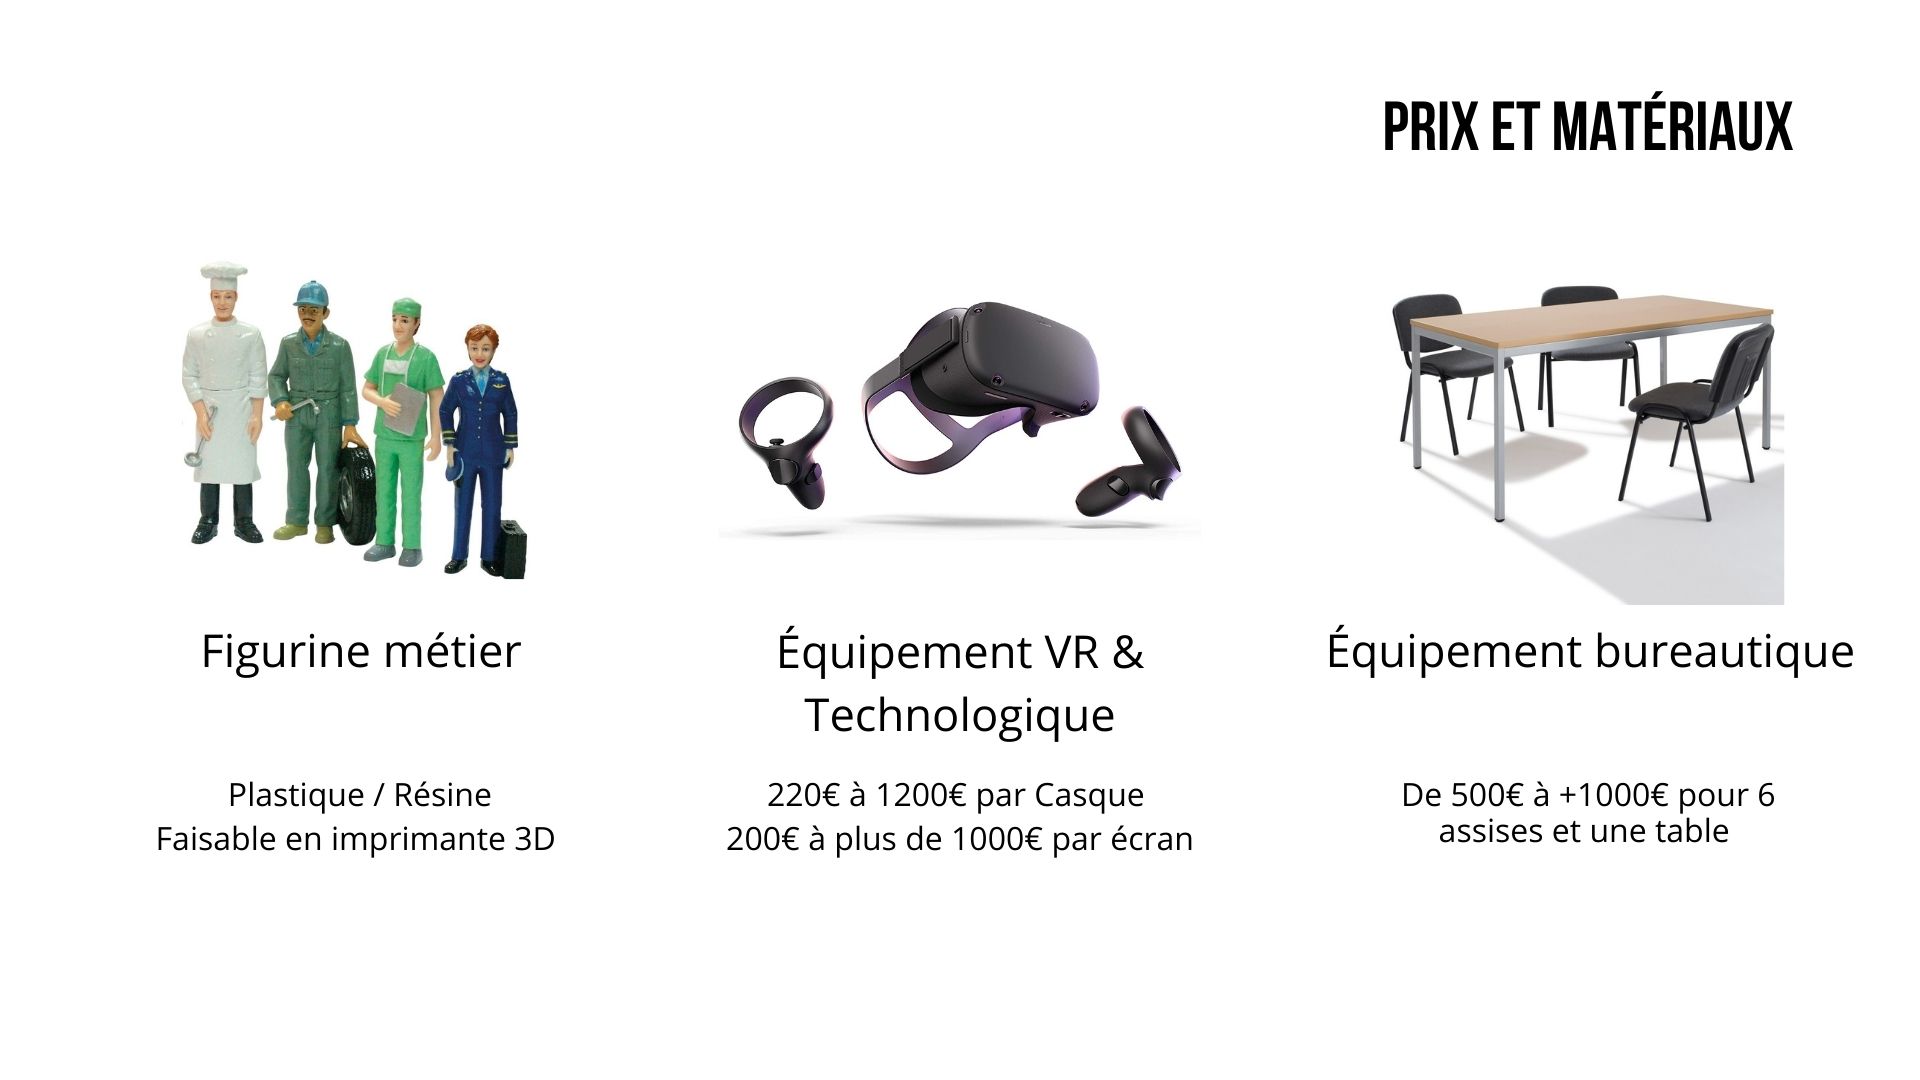 PRIX ET MATÉRIAUX
Figurine métier
Plastique / Résine
Faisable en imprimante 3D
Équipement VR &
Technologique
220€ à 1200€ par Casque
200€ à plus de 1000€ par écran
Équipement bureautique
De 500€ à +1000€ pour 6
assises et une table